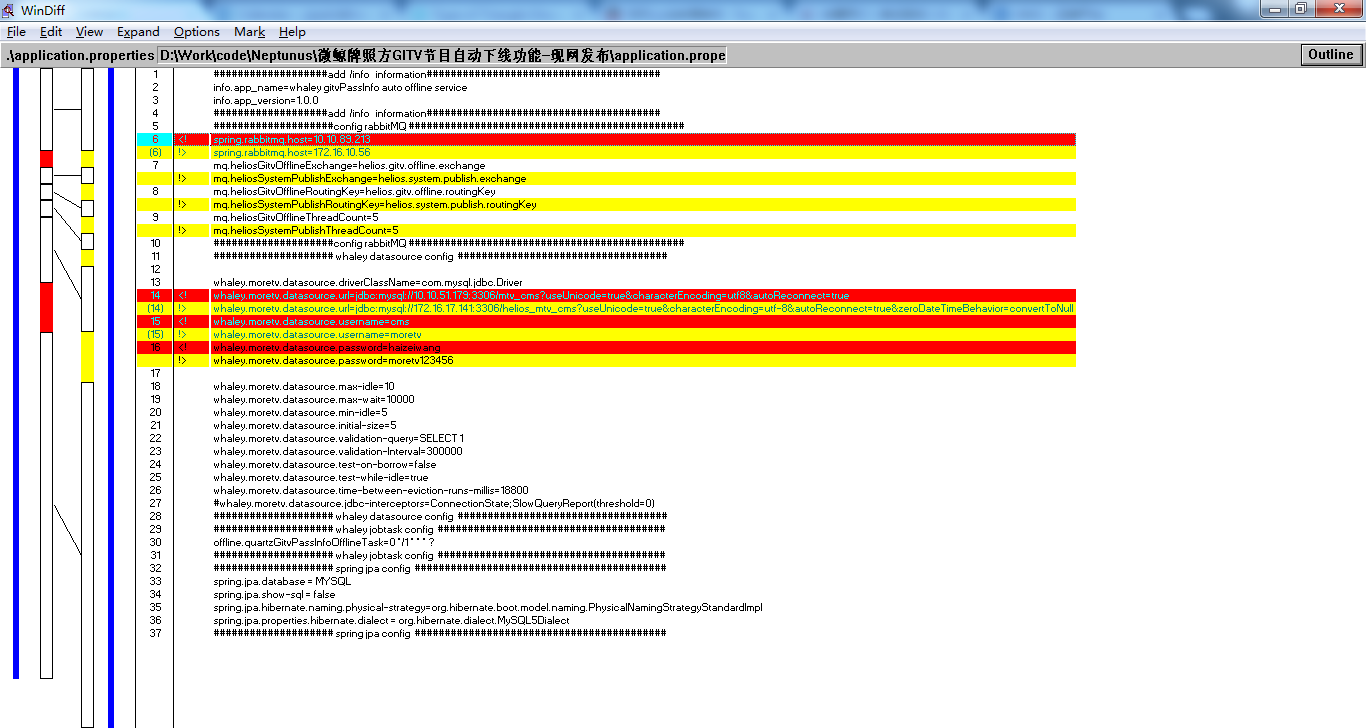 WinDiff
File Edit View Expand Options Mark Help
.\application.properties D:\Work\code\Neptunus\微鲸牌照方GITV节目自动下线功能-现网发布\application.prope Outline
1 ###################add /info information#######################################
2 info.app_name=whaley gitvPassInfo auto offline service
3 info.app_version=1.0.0
4 ###################add /info information#######################################
5 ####################config rabbitMQ ##############################################
6 <! spring.rabbitmq.host=10.10.89.213
(6) !> spring.rabbitmq.host=172.16.10.56
7 mq.heliosGitvOfflineExchange=helios.gitv.offline.exchange
!> mq.heliosSystemPublishExchange=helios.system.publish.exchange
8 mq.heliosGitvOfflineRoutingKey=helios.gitv.offline.routingKey
!> mq.heliosSystemPublishRoutingKey=helios.system.publish.routingKey
9 mq.heliosGitvOfflineThreadCount=5
!> mq.heliosSystemPublishThreadCount=5
10 ####################config rabbitMQ ##############################################
11 #################### whaley datasource config ###################################
12
13 whaley.moretv.datasource.driverClassName=com.mysql.jdbc.Driver
14 <! whaley.moretv.datasource.url=jdbc:mysql://10.10.51.179:3306/mtv_cms?useUnicode=true&characterEncoding=utf8&autoReconnect=true
(14) !> whaley.moretv.datasource.url=jdbc:mysql://172.16.17.141:3306/helios_mtv_cms?useUnicode=true&characterEncoding=utf-8&autoReconnect=true&zeroDateTimeBehavior=convertToNull
15 <! whaley.moretv.datasource.username=cms
(15) !> whaley.moretv.datasource.username=moretv
16 <! whaley.moretv.datasource.password=haizeiwang
!> whaley.moretv.datasource.password=moretv123456
17
18 whaley.moretv.datasource.max-idle=10
19 whaley.moretv.datasource.max-wait=10000
20 whaley.moretv.datasource.min-idle=5
21 whaley.moretv.datasource.initial-size=5
22 whaley.moretv.datasource.validation-query=SELECT 1
23 whaley.moretv.datasource.validation-Interval=300000
24 whaley.moretv.datasource.test-on-borrow=false
25 whaley.moretv.datasource.test-while-idle=true
26 whaley.moretv.datasource.time-between-eviction-runs-millis=18800
27 #whaley.moretv.datasource.jdbc-interceptors=ConnectionState;SlowQueryReport(threshold=0)
28 #################### whaley datasource config ###################################
29 #################### whaley jobtask config ######################################
30 offline.quartzGitvPassInfoOfflineTask=0 */1 * * * ?
31 #################### whaley jobtask config ######################################
32 #################### spring jpa config ##########################################
33 spring.jpa.database = MYSQL
34 spring.jpa.show-sql = false
35 spring.jpa.hibernate.naming.physical-strategy=org.hibernate.boot.model.naming.PhysicalNamingStrategyStandardImpl
36 spring.jpa.properties.hibernate.dialect = org.hibernate.dialect.MySQL5Dialect
37 #################### spring jpa config ##########################################